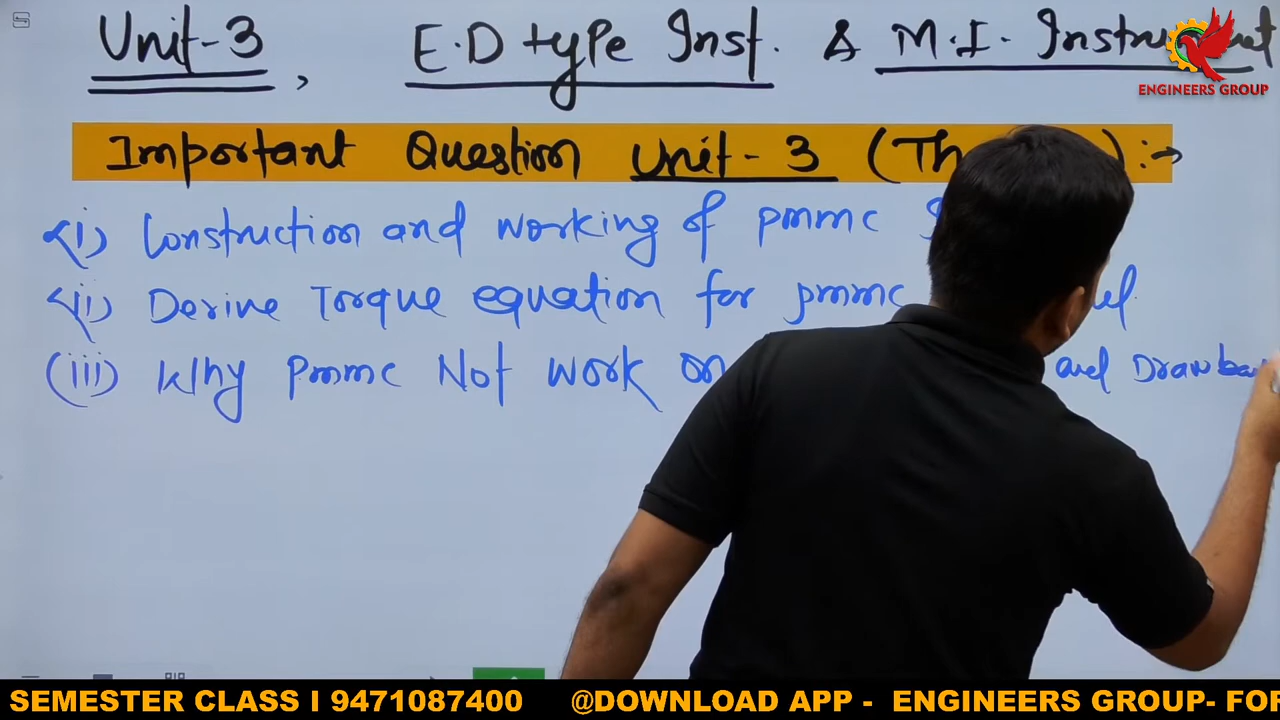 Unit-3, E.D type Inst. & M.I. Instrument
ENGINEERS GROUP
Important Question Unit-3 (Th ) :→
(i) Construction and working of pmmc
(ii) Derive Torque equation for pmmc
(iii) Why pmmc Not work on and Drawba
SEMESTER CLASS I 9471087400 @DOWNLOAD APP - ENGINEERS GROUP- FOR